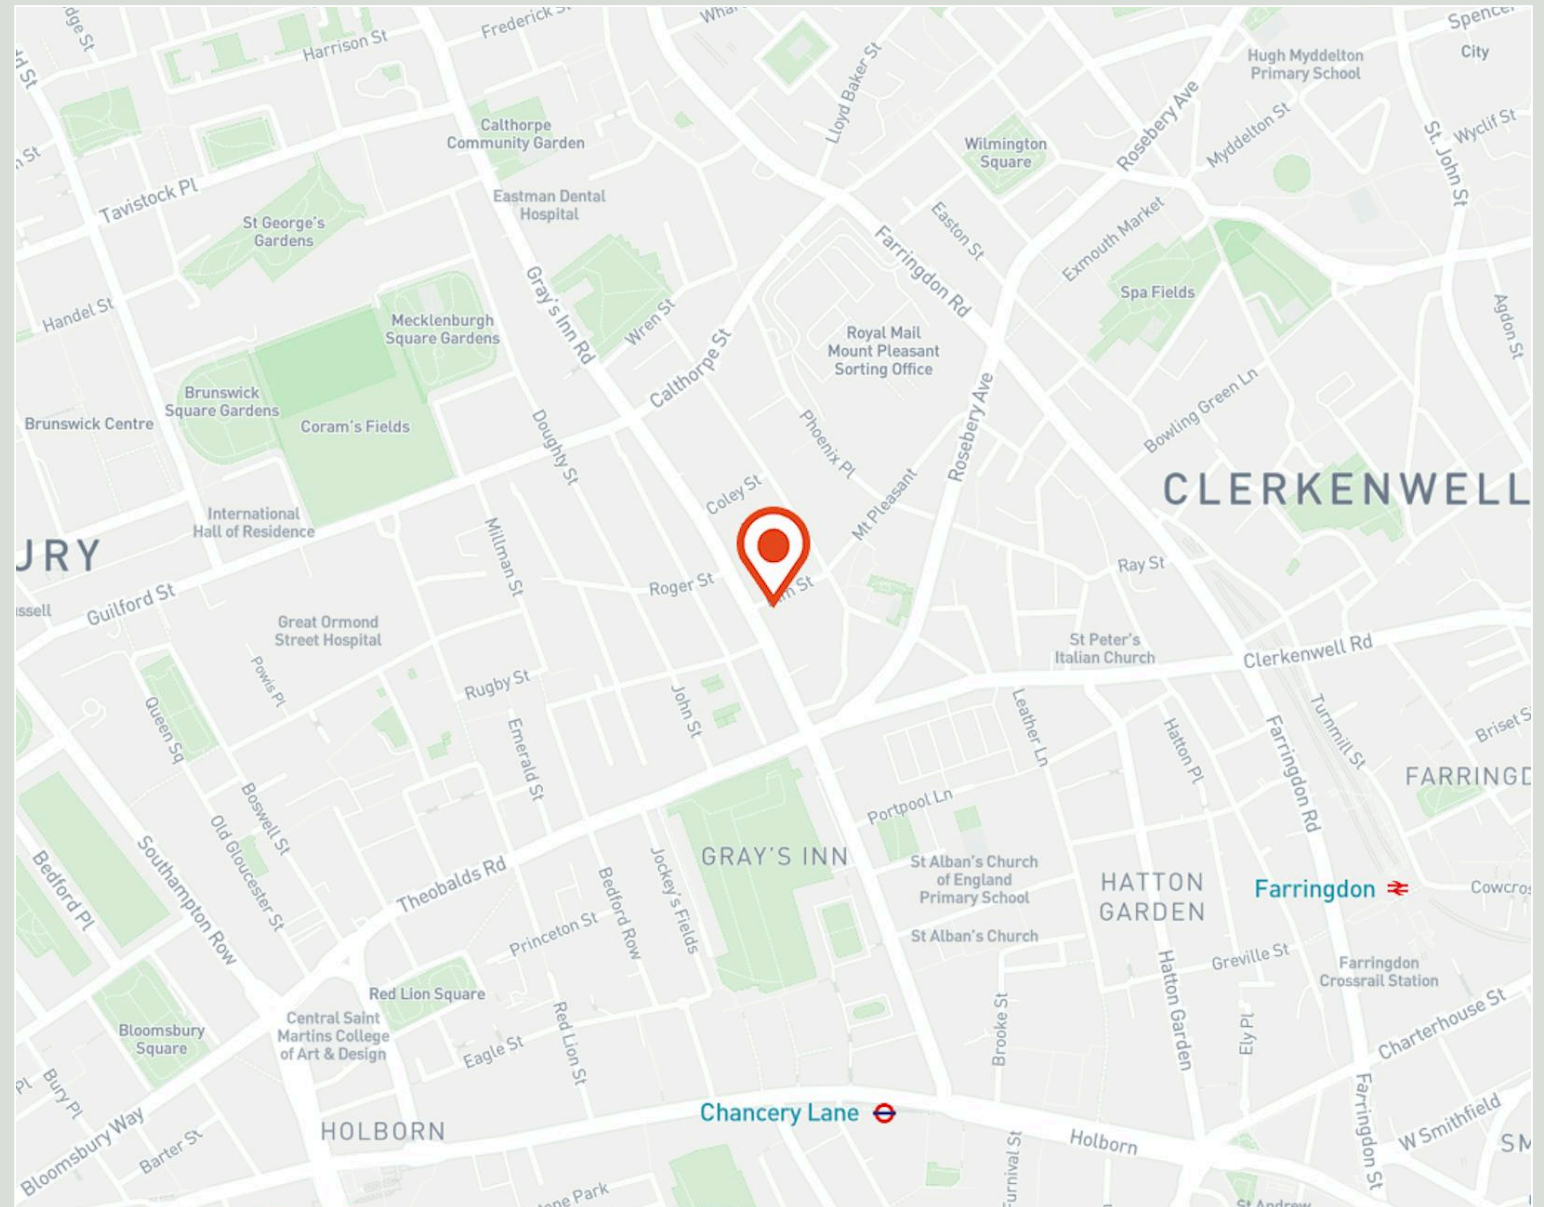 Frederick S
Harrison St
Spencer
City
Hugh Myddelton
Primary School
Lloyd Baker St
Rosebery Ave
Calthorpe
Community Garden
Wilmington
Square
Myddelton St
Wyclif St
St. John St
Tavistock Pl
St George's
Gardens
Eastman Dental
Hospital
Easton St
Exmouth Market
Farringdon Rd
Gray's Inn Rd
Spa Fields
Handel St
Mecklenburgh
Square Gardens
Wren St
Calthorpe St
Royal Mail
Mount Pleasant
Sorting Office
Agdon St
Brunswick
Square Gardens
Brunswick Centre
Coram's Fields
Doughty St
Phoenix Pl
Rosebery Ave
Bowling Green Ln
CLERKENWELL
Coley St
Mt Pleasant
International
Hall of Residence
URY
Millman St
Roger St
m St
Ray St
ssell
Guilford St
Great Ormond
Street Hospital
St Peter's
Italian Church
Clerkenwell Rd
Powis Pl
Rugby St
John St
Queen Sq
Emerald St
Leather Ln
Hatton Pl
Farringdon Rd
Turnmill St
Briset S
FARRINGD
Boswell St
Old Gloucester St
Portpool Ln
Southampton Row
Bedford Pl
Theobalds Rd
Jockey's Fields
GRAY'S INN
St Alban's Church
of England
Primary School
HATTON
GARDEN
Farringdon
Cowcros
Bedford Row
Princeton St
St Alban's Church
Greville St
Farringdon
Crossrail Station
Red Lion Square
Central Saint
Martins College
of Art & Design
Bloomsbury
Square
Red Lion St
Eagle St
Brooke St
Hatton Garden
Ely Pl
Charterhouse St
Pl
Bury Pl
Bloomsbury Way
Barter St
HOLBORN
Chancery Lane
Holborn
Farringdon St
W Smithfield
SM
Furnival St
St Andrew